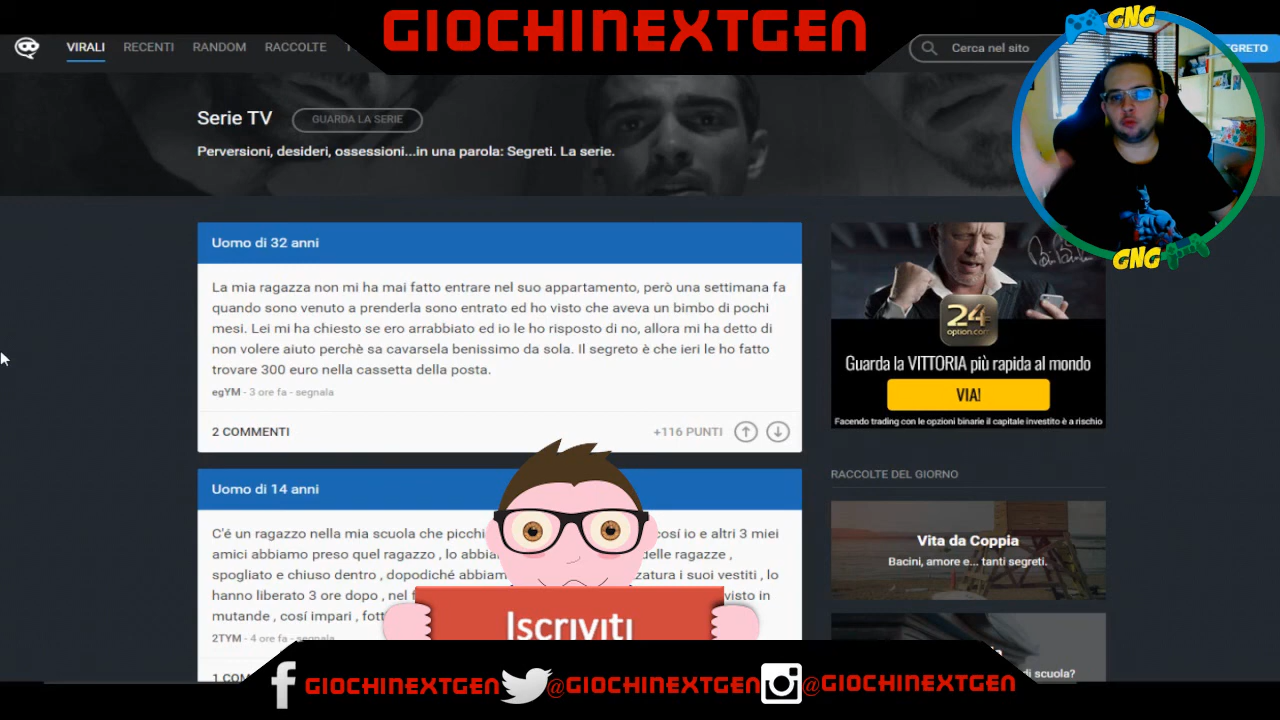 GIOCHINEXTGEN
GNG
VIRALI RECENTI RANDOM RACCOLTE
Cerca nel sito
GRETO
Serie TV GUARDA LA SERIE
Perversioni, desideri, ossessioni...in una parola: Segreti. La serie.
GNG
Uomo di 32 anni
La mia ragazza non mi ha mai fatto entrare nel suo appartamento, però una settimana fa
quando sono venuto a prenderla sono entrato ed ho visto che aveva un bimbo di pochi
mesi. Lei mi ha chiesto se ero arrabbiato ed io le ho risposto di no, allora mi ha detto di
non volere aiuto perchè sa cavarsela benissimo da sola. Il segreto è che ieri le ho fatto
trovare 300 euro nella cassetta della posta.
egYM - 3 ore fa - segnala
2 COMMENTI +116 PUNTI
24
option.com
Guarda la VITTORIA più rapida al mondo
VIA!
Facendo trading con le opzioni binarie il capitale investito è a rischio
RACCOLTE DEL GIORNO
Vita da Coppia
Bacini, amore e... tanti segreti.
di scuola?
Uomo di 14 anni
C'é un ragazzo nella mia scuola che picchi cosí io e altri 3 miei
amici abbiamo preso quel ragazzo , lo abbia delle ragazze ,
spogliato e chiuso dentro , dopodiché abbiam zzatura i suoi vestiti , lo
hanno liberato 3 ore dopo , nel f visto in
mutande , cosí impari , fott
2TYM - 4 ore fa - segnala
1 COM
Iscriviti
GIOCHINEXTGEN @GIOCHINEXTGEN @GIOCHINEXTGEN